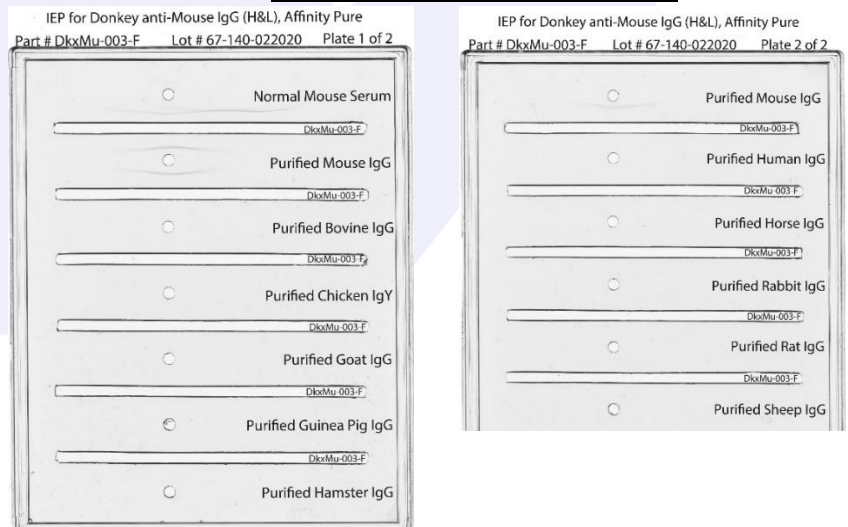 IEP for Donkey anti-Mouse IgG (H&L), Affinity Pure
Part # DkxMu-003-F Lot # 67-140-022020 Plate 1 of 2
Normal Mouse Serum
DkxMu-003-F
Purified Mouse IgG
DkxMu-003-F
Purified Bovine IgG
DkxMu-003-F
Purified Chicken IgY
DkxMu-003-F
Purified Goat IgG
DkxMu-003-F
Purified Guinea Pig IgG
DkxMu-003-F
Purified Hamster IgG
IEP for Donkey anti-Mouse IgG (H&L), Affinity Pure
Part # DkxMu-003-F Lot # 67-140-022020 Plate 2 of 2
Purified Mouse IgG
DkxMu-003-F
Purified Human IgG
DkxMu-003-F
Purified Horse IgG
DkxMu-003-F
Purified Rabbit IgG
DkxMu-003-F
Purified Rat IgG
DkxMu-003-F
Purified Sheep IgG